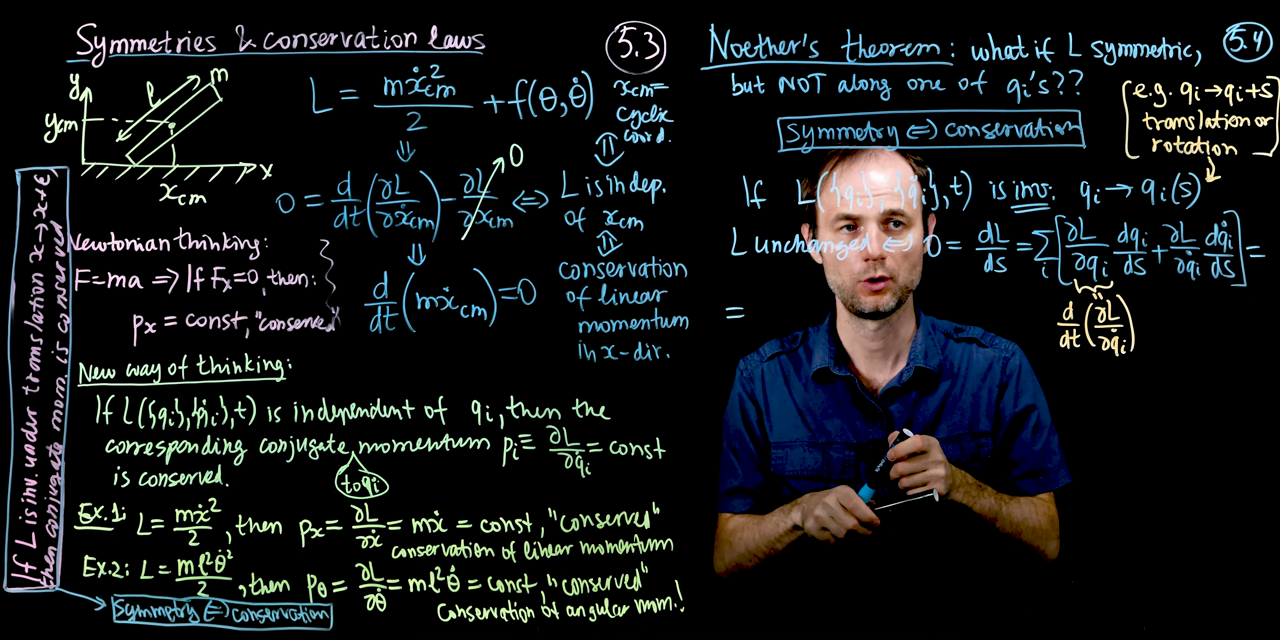 Symmetries & conservation laws
5.3
y
ycm
l
m
x
xcm
L = mẋ²cm/2 + f(θ,θ̇)
xcm=
cyclic
coord.
⇓
⇕
0 = d/dt(∂L/∂ẋcm) - ∂L/∂xcm ⇔ L is indep.
0
of xcm
⇓
⇕
d/dt(mẋcm)=0
conservation
of linear
momentum
in x-dir.
Newtonian thinking:
F=ma ⇒ If Fx=0, then:
px = const, "conserved"
New way of thinking:
If L({qi},{q̇i},t) is independent of qi, then the
corresponding conjugate momentum pi ≡ ∂L/∂q̇i = const
to qi
is conserved.
Ex.1: L = mẋ²/2, then px = ∂L/∂ẋ = mẋ = const, "conserved"
conservation of linear momentum
Ex.2: L = ml²θ̇²/2, then pθ = ∂L/∂θ̇ = ml²θ̇ = const, "conserved"
Conservation of angular mom.!
Symmetry ⇔ conservation
If L is inv. under translation x→x+ε,
then conjugate mom. is conserved
Noether's theorem: what if L symmetric,
5.4
but NOT along one of qi's??
e.g. qi→qi+s
translation or
rotation
Symmetry ⇔ conservation
If L({qi},{q̇i},t) is inv. qi → qi(s)
L unchanged ⇔ 0 = dL/ds = Σi[∂L/∂qi dqi/ds + ∂L/∂q̇i dq̇i/ds] =
=
d/dt(∂L/∂q̇i)